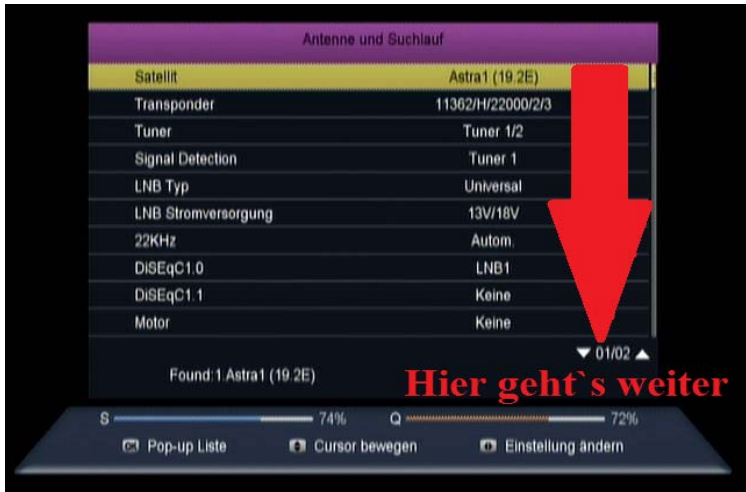 Antenne und Suchlauf
Satellit Astra1 (19.2E)
Transponder 11362/H/22000/2/3
Tuner Tuner 1/2
Signal Detection Tuner 1
LNB Typ Universal
LNB Stromversorgung 13V/18V
22KHz Autom.
DiSEqC1.0 LNB1
DiSEqC1.1 Keine
Motor Keine
▼ 01/02 ▲
Found:1.Astra1 (19.2E)
Hier geht`s weiter
S 74% Q 72%
OK Pop-up Liste Cursor bewegen Einstellung ändern